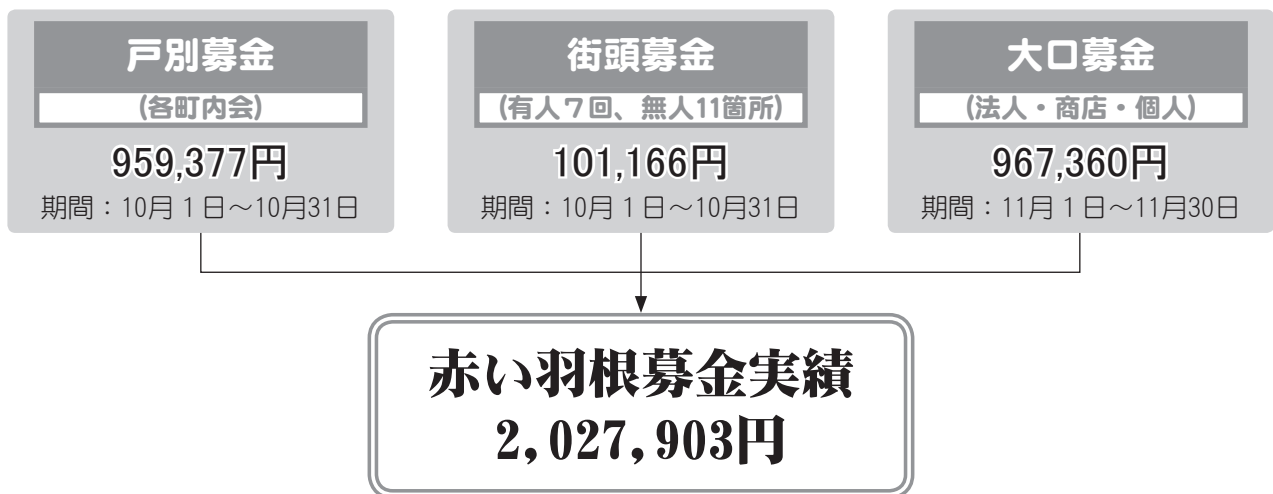 戸別募金
(各町内会)
959,377円
期間：10月１日～10月31日
街頭募金
(有人７回、無人11箇所)
101,166円
期間：10月１日～10月31日
大口募金
(法人・商店・個人)
967,360円
期間：11月１日～11月30日
赤い羽根募金実績
2,027,903円